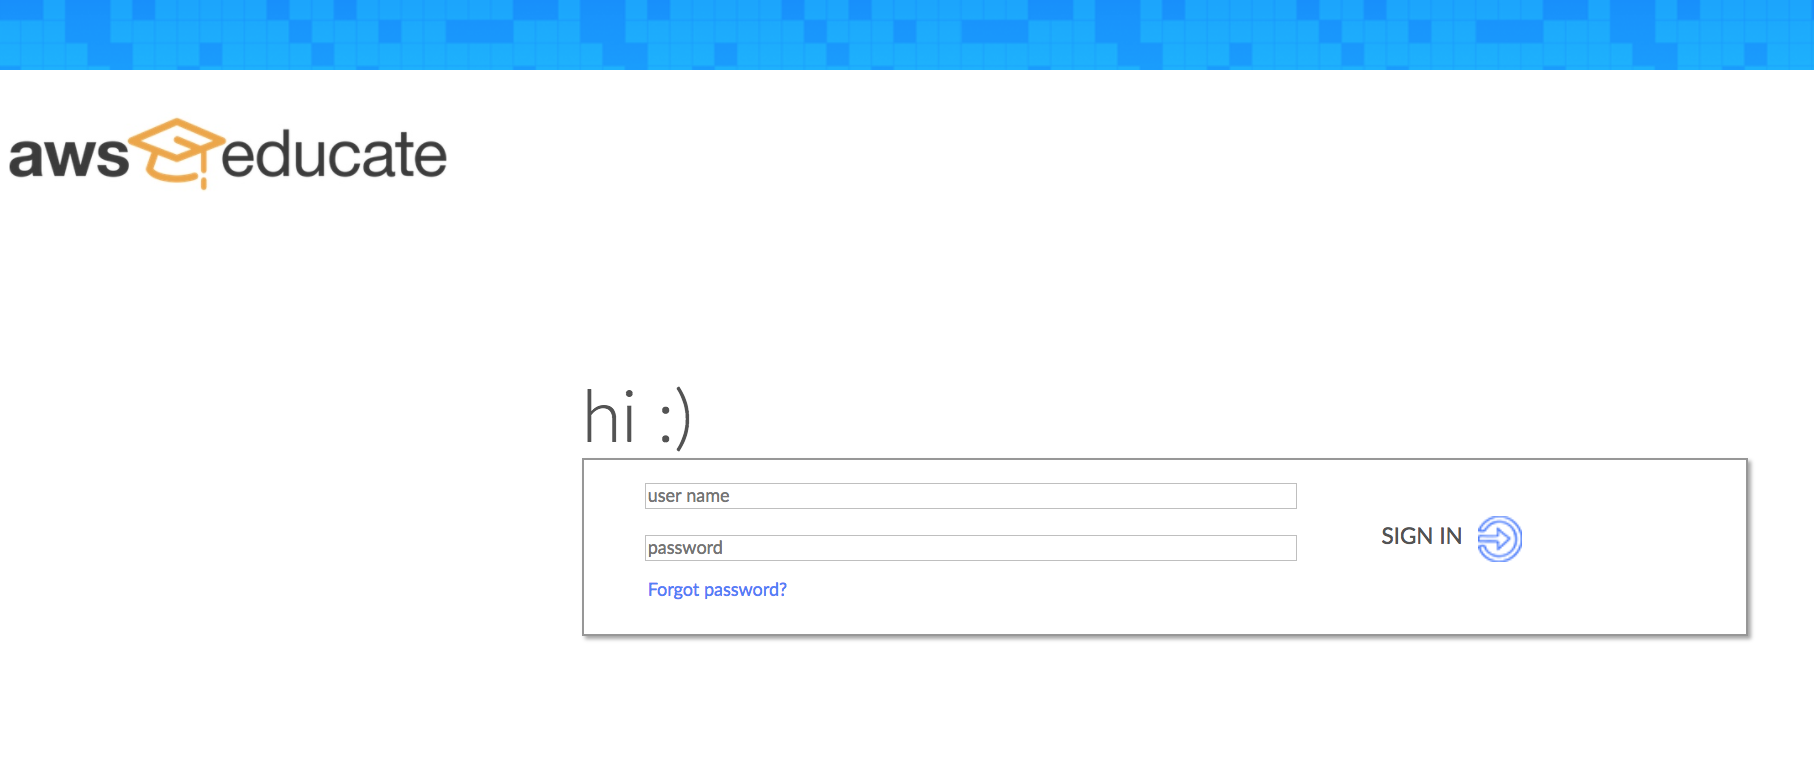 aws educate
hi :)
user name
password
SIGN IN
Forgot password?